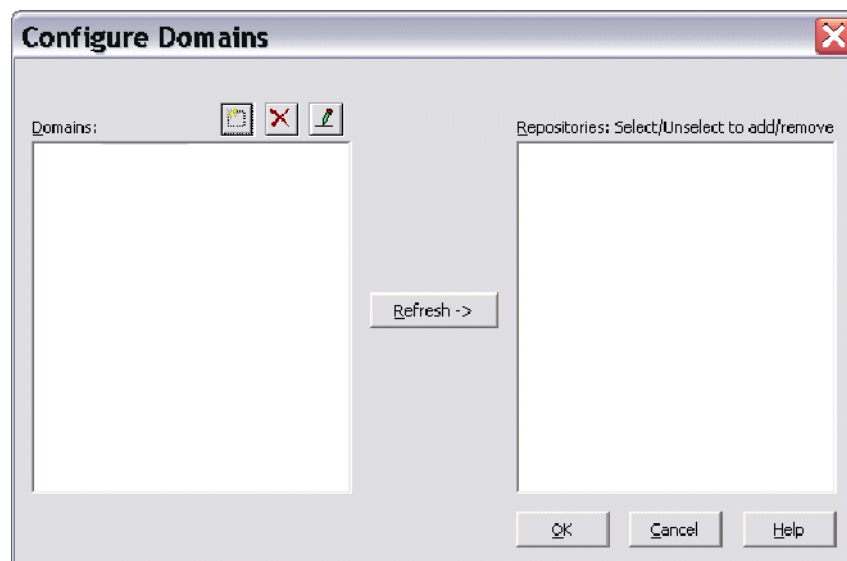 Configure Domains
Domains:
Repositories: Select/Unselect to add/remove
Refresh ->
OK
Cancel
Help